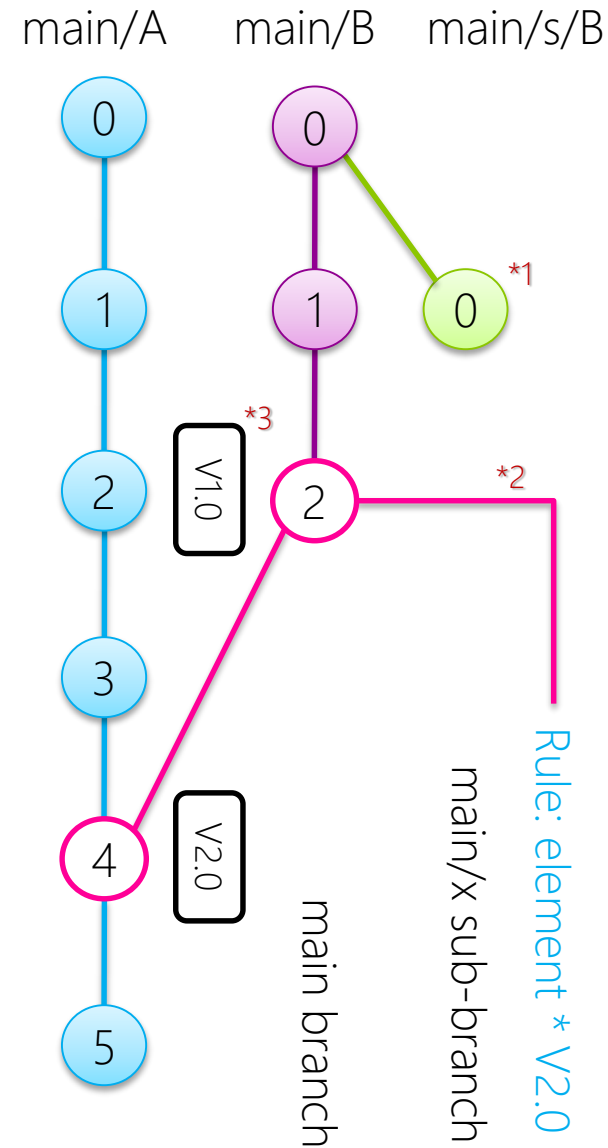 main/A main/B main/s/B
0 0
1 1 0 *1
*3
2 V1.0 2 *2
3
4 V2.0
5
main branch
main/x sub-branch
Rule: element * V2.0